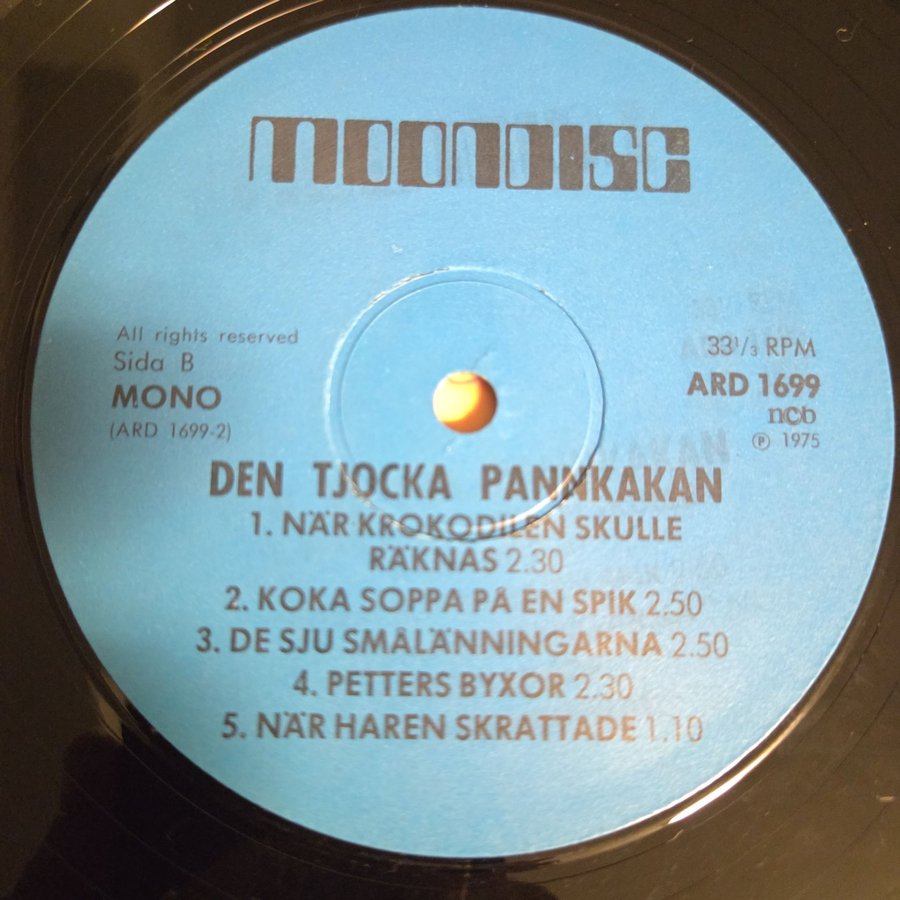 MOONDISC
All rights reserved
Sida B
MONO
(ARD 1699-2)
33 1/3 RPM
ARD 1699
ncb
Ⓟ 1975
DEN TJOCKA PANNKAKAN
1. NÄR KROKODILEN SKULLE
RÄKNAS 2.30
2. KOKA SOPPA PÅ EN SPIK 2.50
3. DE SJU SMÅLÄNNINGARNA 2.50
4. PETTERS BYXOR 2.30
5. NÄR HAREN SKRATTADE 1.10